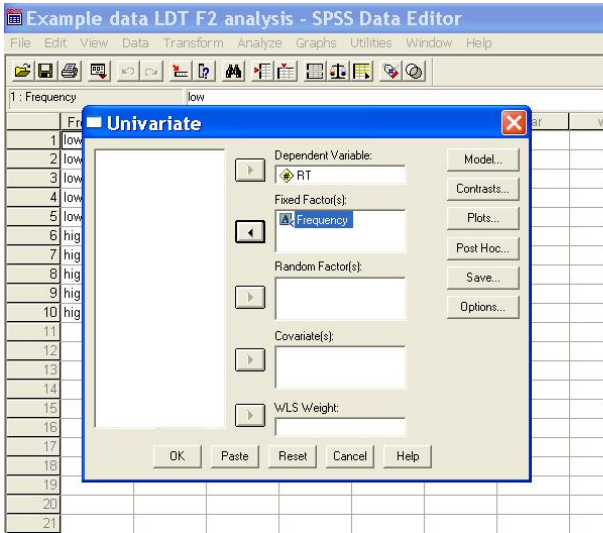 Example data LDT F2 analysis - SPSS Data Editor
File Edit View Data Transform Analyze Graphs Utilities Window Help
1 : Frequency low
Univariate
Dependent Variable:
RT
Fixed Factor(s):
Frequency
Random Factor(s):
Covariate(s):
WLS Weight:
Model...
Contrasts...
Plots...
Post Hoc...
Save...
Options...
OK Paste Reset Cancel Help
Fr ar v
1 low
2 low
3 low
4 low
5 low
6 hig
7 hig
8 hig
9 hig
10 hig
11
12
13
14
15
16
17
18
19
20
21